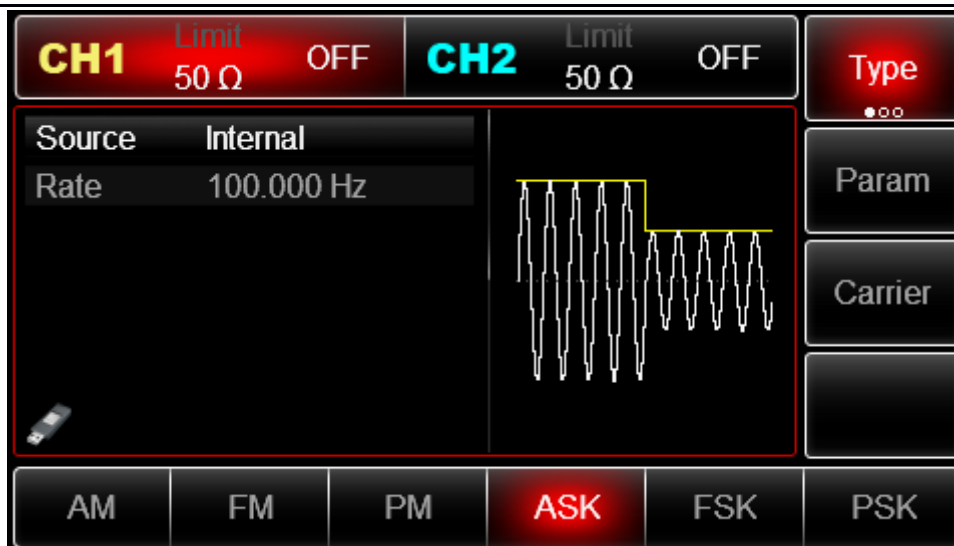 CH1 Limit 50 Ω OFF
CH2 Limit 50 Ω OFF
Type
Source Internal
Rate 100.000 Hz
Param
Carrier
AM FM PM ASK FSK PSK